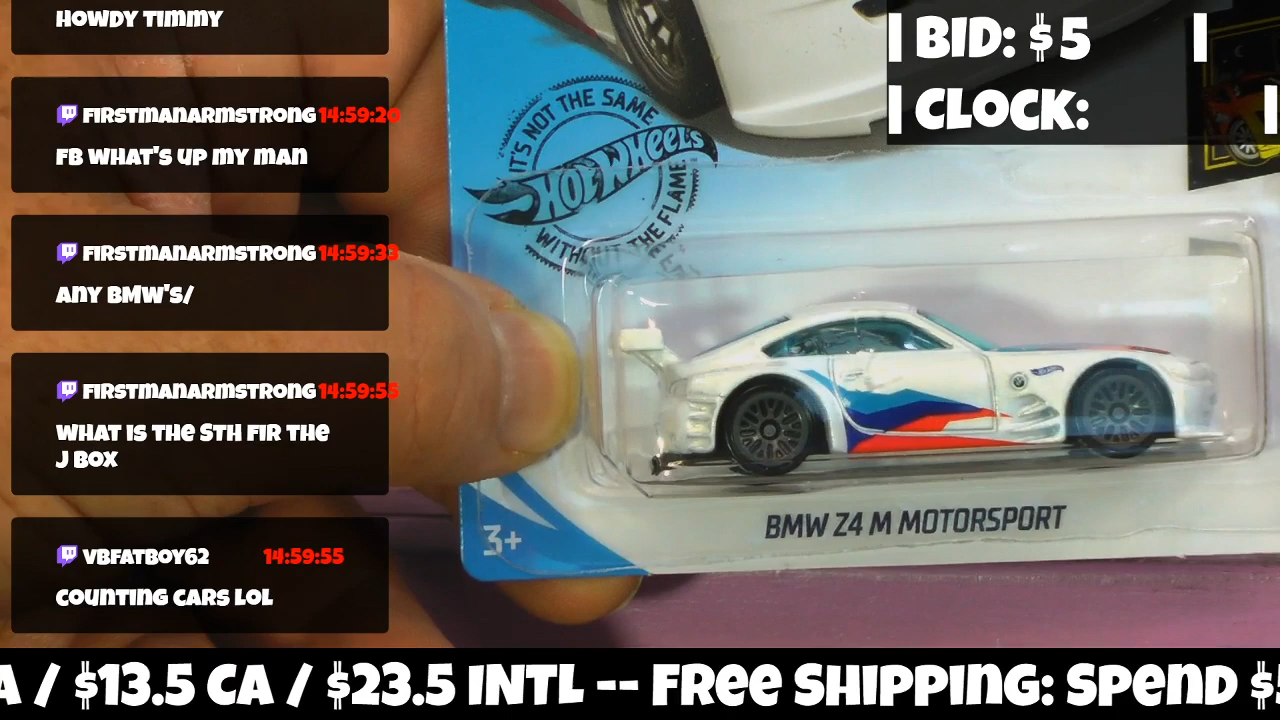 HOWDY TIMMY
FIRSTMANARMSTRONG 14:59:20
FB WHAT'S UP MY MAN
FIRSTMANARMSTRONG 14:59:33
ANY BMW'S/
FIRSTMANARMSTRONG 14:59:55
WHAT IS THE STH FIR THE
J BOX
VBFATBOY62 14:59:55
COUNTING CARS LOL
| BID: $5 |
| CLOCK: |
IT'S NOT THE SAME
HOT WHEELS
WITHOUT THE FLAME
3+
BMW Z4 M MOTORSPORT
A / $13.5 CA / $23.5 INTL -- FREE SHIPPING: SPEND $